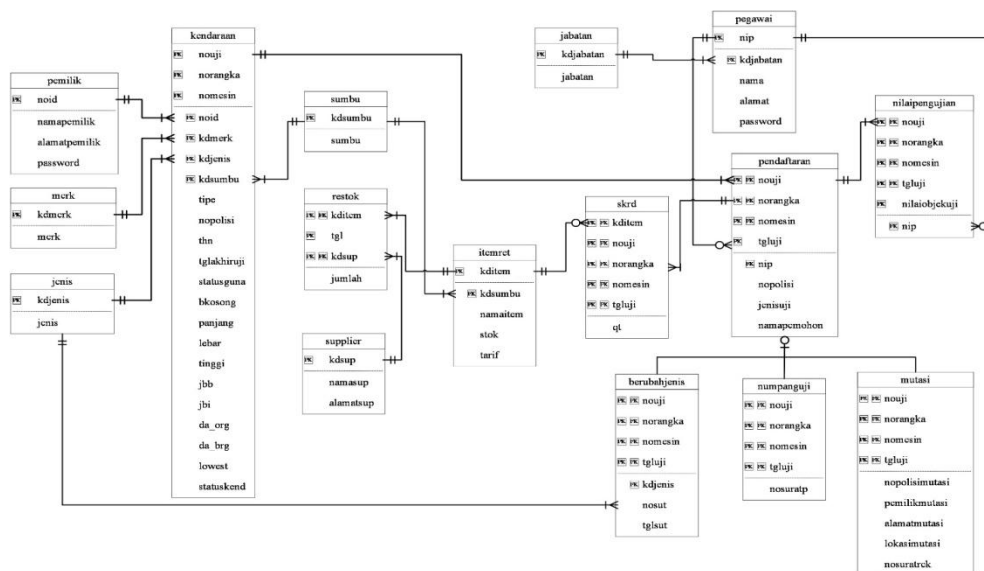 kendaraan
PK nouji
PK norangka
PK nomesin
FK noid
FK kdmerk
FK kdjenis
FK kdsumbu
tipe
nopolisi
thn
tglakhiruji
statusguna
bkosong
panjang
lebar
tinggi
jbb
jbi
da_org
da_brg
lowest
statuskend
pemilik
PK noid
namapemilik
alamatpemilik
password
merk
PK kdmerk
merk
jenis
PK kdjenis
jenis
sumbu
PK kdsumbu
sumbu
restok
PK FK kditem
PK tgl
PK FK kdsup
jumlah
supplier
PK kdsup
namasup
alamatsup
jabatan
PK kdjabatan
jabatan
itemret
PK kditem
FK kdsumbu
namaitem
stok
tarif
skrd
PK FK kditem
PK FK nouji
PK FK norangka
PK FK nomesin
PK FK tgluji
qt
pegawai
PK nip
FK kdjabatan
nama
alamat
password
pendaftaran
PK FK nouji
PK FK norangka
PK FK nomesin
PK tgluji
FK nip
nopolisi
jenisuji
namapemohon
nilaipengujian
PK FK nouji
PK FK norangka
PK FK nomesin
PK FK tgluji
PK nilaiobjekuji
FK nip
berubahjenis
PK FK nouji
PK FK norangka
PK FK nomesin
PK FK tgluji
FK kdjenis
nosut
tglsut
numpanguji
PK FK nouji
PK FK norangka
PK FK nomesin
PK FK tgluji
nosuratp
mutasi
PK FK nouji
PK FK norangka
PK FK nomesin
PK FK tgluji
nopolisimutasi
pemilikmutasi
alamatmutasi
lokasimutasi
nosuratrek